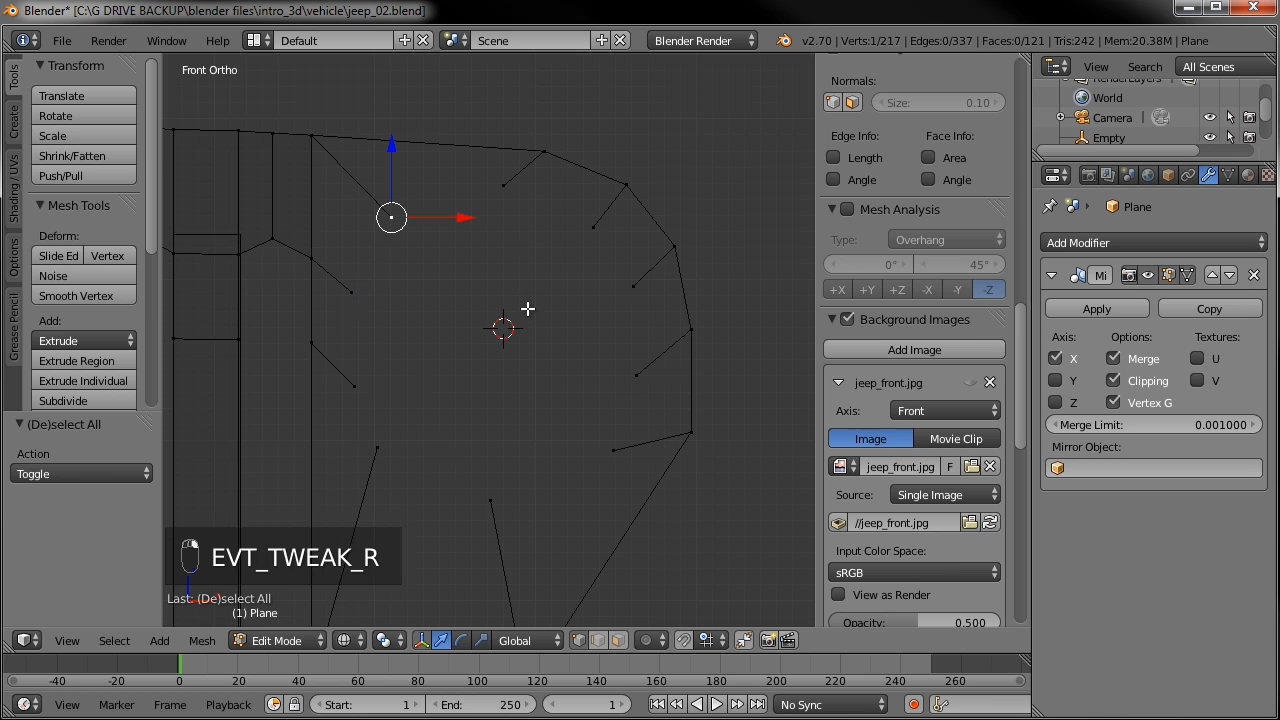 Blender* [C:\G DRIVE BACKUP\blender files\intro_3d\vehicle\jeep_02.blend]
File Render Window Help Default Scene Blender Render v2.70 | Verts:1/217 | Edges:0/337 | Faces:0/121 | Tris:242 | Mem:20.38M | Plane
Tools
Create
Shading / UVs
Options
Grease Pencil
Transform
Translate
Rotate
Scale
Shrink/Fatten
Push/Pull
Mesh Tools
Deform:
Slide Ed Vertex
Noise
Smooth Vertex
Add:
Extrude
Extrude Region
Extrude Individual
Subdivide
(De)select All
Action
Toggle
Front Ortho
EVT_TWEAK_R
Last: (De)select All
(1) Plane
Normals:
Size: 0.10
Edge Info: Face Info:
Length Area
Angle Angle
Mesh Analysis
Type: Overhang
0° 45°
+X +Y +Z -X -Y -Z
Background Images
Add Image
jeep_front.jpg
Axis: Front
Image Movie Clip
jeep_front.jpg F
Source: Single Image
//jeep_front.jpg
Input Color Space:
sRGB
View as Render
Opacity: 0.500
View Search All Scenes
RenderLayers
World
Camera
Empty
Plane
Add Modifier
Mi
Apply Copy
Axis: Options: Textures:
X Merge U
Y Clipping V
Z Vertex G
Merge Limit: 0.001000
Mirror Object:
View Select Add Mesh Edit Mode Global
-40 -20 0 20 40 60 80 100 120 140 160 180 200 220 240 260
View Marker Frame Playback Start: 1 End: 250 1 No Sync